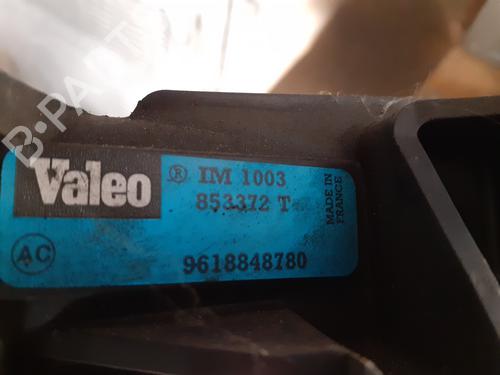 B-PARTS
Valeo ® IM 1003
853372 T
MADE IN
FRANCE
AC 9618848780